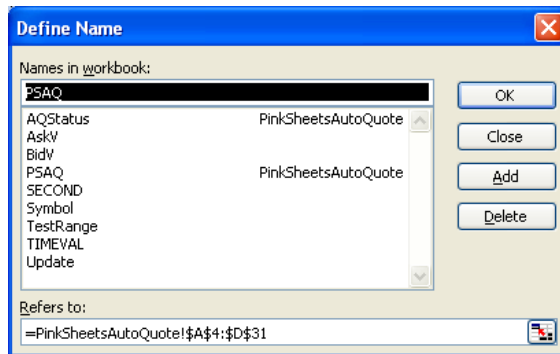 Define Name
Names in workbook:
PSAQ
OK
AQStatus PinkSheetsAutoQuote
AskV
BidV
Close
PSAQ PinkSheetsAutoQuote
SECOND
Add
Symbol
TestRange
Delete
TIMEVAL
Update
Refers to:
=PinkSheetsAutoQuote!$A$4:$D$31